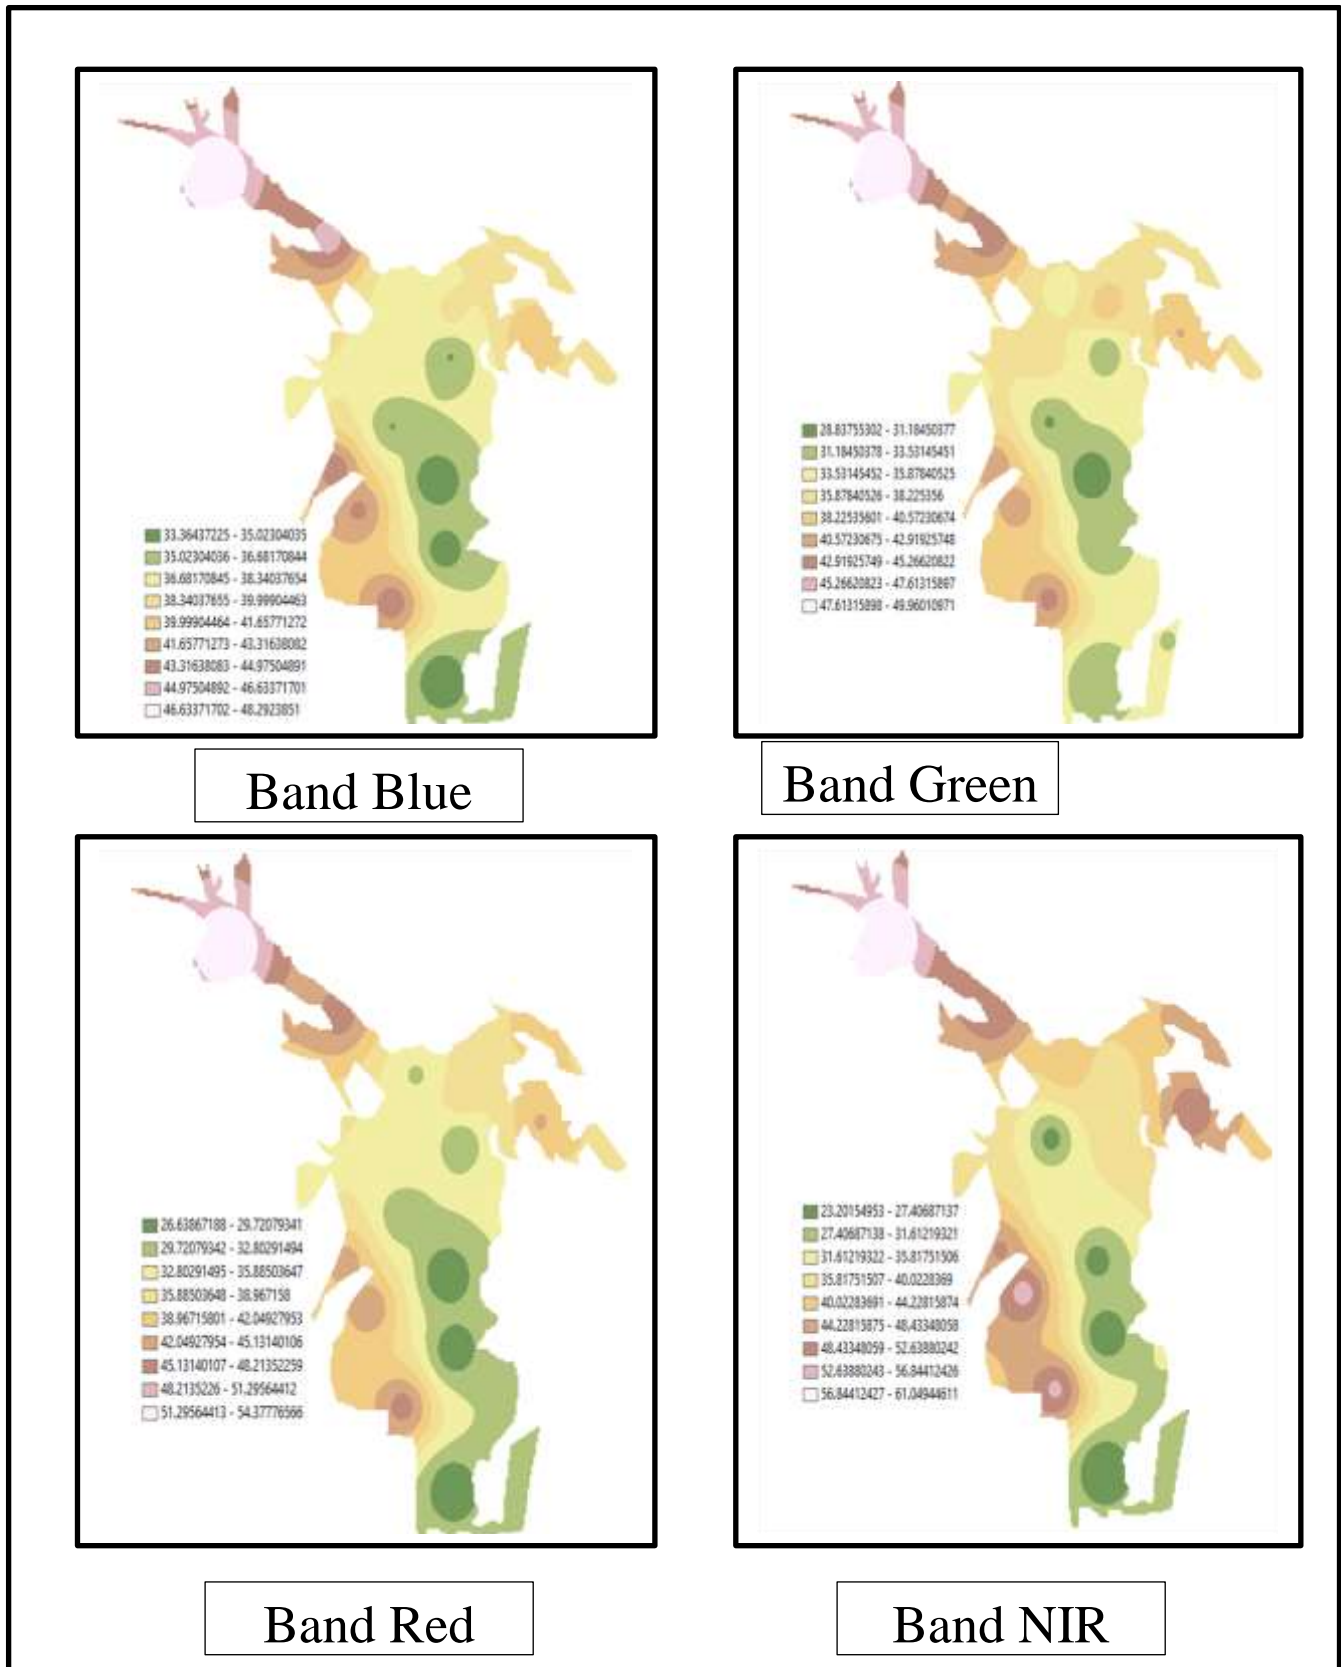 33.36437225 - 35.02304035
35.02304036 - 36.68170844
36.68170845 - 38.34037654
38.34037655 - 39.99904463
39.99904464 - 41.65771272
41.65771273 - 43.31638082
43.31638083 - 44.97504891
44.97504892 - 46.63371701
46.63371702 - 48.2923851
Band Blue
28.83755302 - 31.18450377
31.18450378 - 33.53145451
33.53145452 - 35.87840525
35.87840526 - 38.225356
38.22535601 - 40.57230674
40.57230675 - 42.91925748
42.91925749 - 45.26620822
45.26620823 - 47.61315897
47.61315898 - 49.96010971
Band Green
26.63867188 - 29.72079341
29.72079342 - 32.80291494
32.80291495 - 35.88503647
35.88503648 - 38.967158
38.96715801 - 42.04927953
42.04927954 - 45.13140106
45.13140107 - 48.21352259
48.2135226 - 51.29564412
51.29564413 - 54.37776566
Band Red
23.20154953 - 27.40687137
27.40687138 - 31.61219321
31.61219322 - 35.81751506
35.81751507 - 40.0228369
40.02283691 - 44.22815874
44.22815875 - 48.43348058
48.43348059 - 52.63880242
52.63880243 - 56.84412426
56.84412427 - 61.04944611
Band NIR